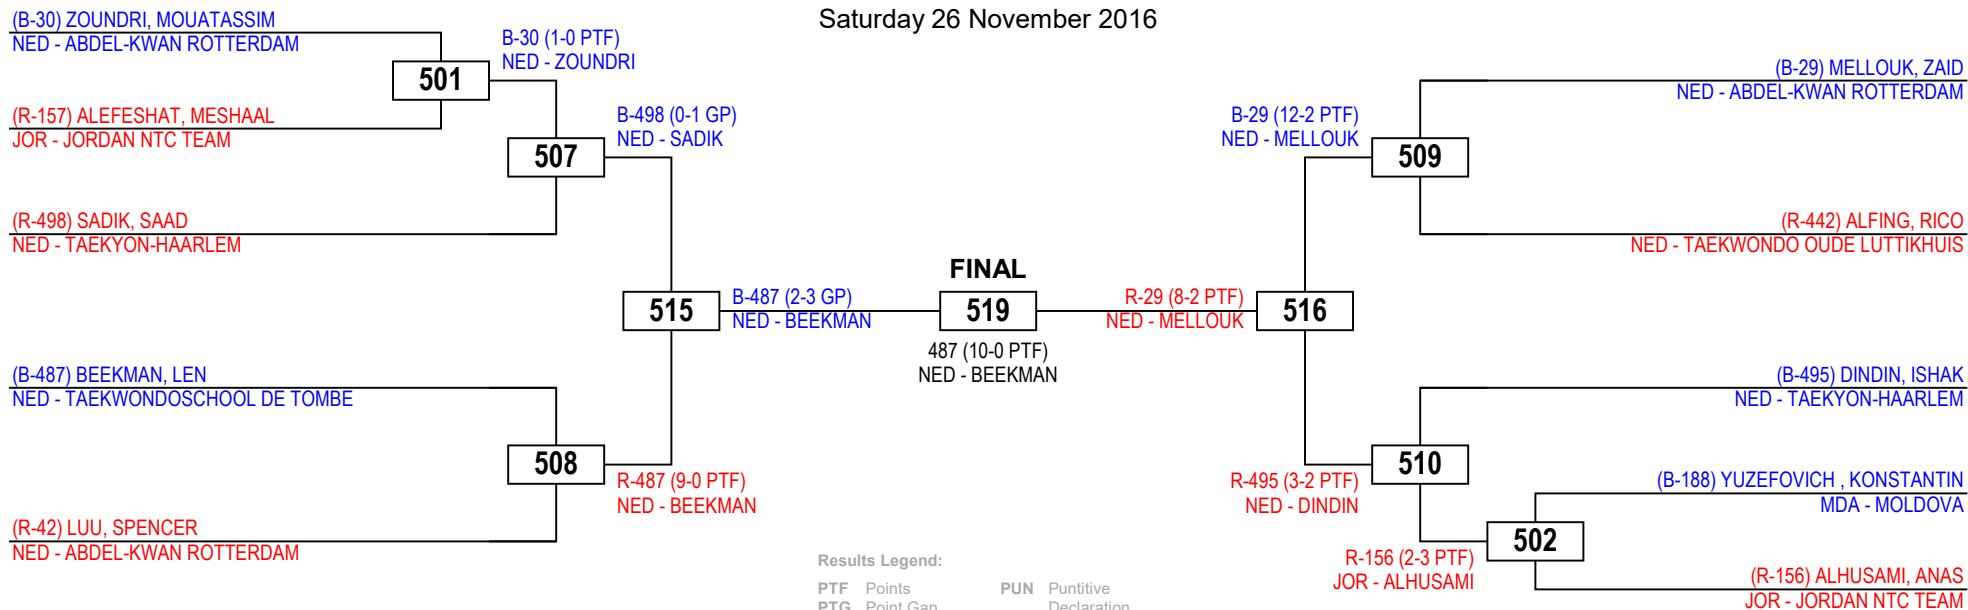 Saturday 26 November 2016
(B-30) ZOUNDRI, MOUATASSIM
NED - ABDEL-KWAN ROTTERDAM
B-30 (1-0 PTF)
NED - ZOUNDRI
501
(R-157) ALEFESHAT, MESHAAL
JOR - JORDAN NTC TEAM
B-498 (0-1 GP)
NED - SADIK
507
(R-498) SADIK, SAAD
NED - TAEKYON-HAARLEM
515
B-487 (2-3 GP)
NED - BEEKMAN
(B-487) BEEKMAN, LEN
NED - TAEKWONDOSCHOOL DE TOMBE
508
R-487 (9-0 PTF)
NED - BEEKMAN
(R-42) LUU, SPENCER
NED - ABDEL-KWAN ROTTERDAM
FINAL
519
487 (10-0 PTF)
NED - BEEKMAN
(B-29) MELLOUK, ZAID
NED - ABDEL-KWAN ROTTERDAM
B-29 (12-2 PTF)
NED - MELLOUK
509
(R-442) ALFING, RICO
NED - TAEKWONDO OUDE LUTTIKHUIS
R-29 (8-2 PTF)
NED - MELLOUK
516
(B-495) DINDIN, ISHAK
NED - TAEKYON-HAARLEM
510
R-495 (3-2 PTF)
NED - DINDIN
(B-188) YUZEFOVICH , KONSTANTIN
MDA - MOLDOVA
502
R-156 (2-3 PTF)
JOR - ALHUSAMI
(R-156) ALHUSAMI, ANAS
JOR - JORDAN NTC TEAM
Results Legend:
PTF Points PUN Puntitive
PTG Point Gap Declaration